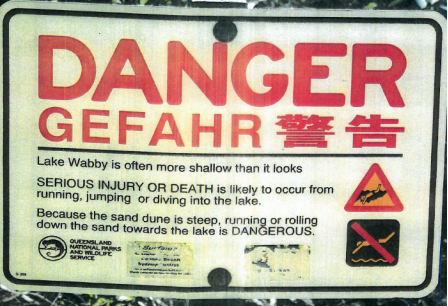 DANGER
GEFAHR 警告
Lake Wabby is often more shallow than it looks
SERIOUS INJURY OR DEATH is likely to occur from
running, jumping or diving into the lake.
Because the sand dune is steep, running or rolling
down the sand towards the lake is DANGEROUS.
QUEENSLAND
NATIONAL PARKS
AND WILDLIFE
SERVICE